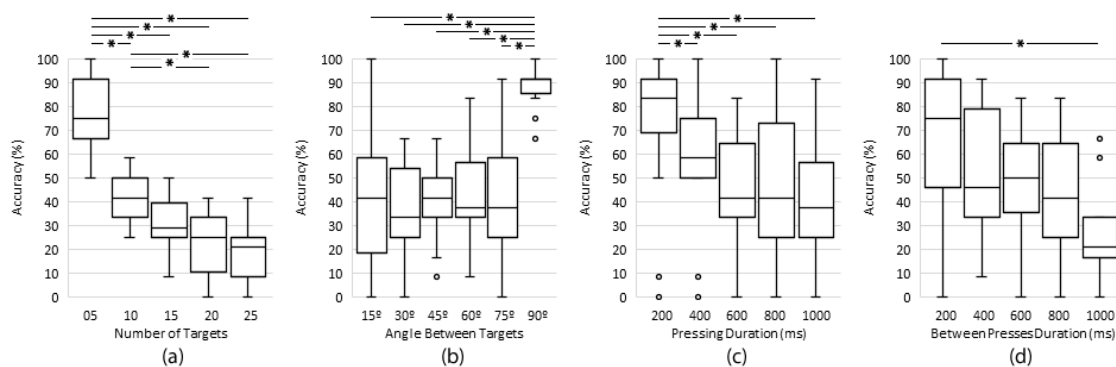 * * * * * *
100 90 80 70 60 50 40 30 20 10 0
Accuracy (%)
05 10 15 20 25
Number of Targets
(a)
* * * * *
100 90 80 70 60 50 40 30 20 10 0
Accuracy (%)
15º 30º 45º 60º 75º 90º
Angle Between Targets
(b)
* * * *
100 90 80 70 60 50 40 30 20 10 0
Accuracy (%)
200 400 600 800 1000
Pressing Duration (ms)
(c)
*
100 90 80 70 60 50 40 30 20 10 0
Accuracy (%)
200 400 600 800 1000
Between Presses Duration (ms)
(d)